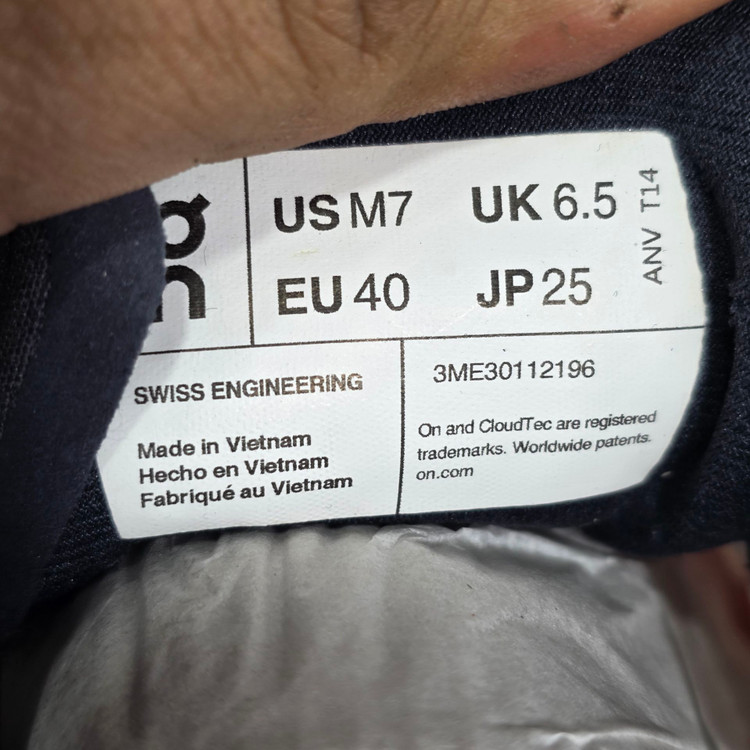 US M7 UK 6.5
EU 40 JP 25
ANV T14
SWISS ENGINEERING
Made in Vietnam
Hecho en Vietnam
Fabriqué au Vietnam
3ME30112196
On and CloudTec are registered
trademarks. Worldwide patents.
on.com